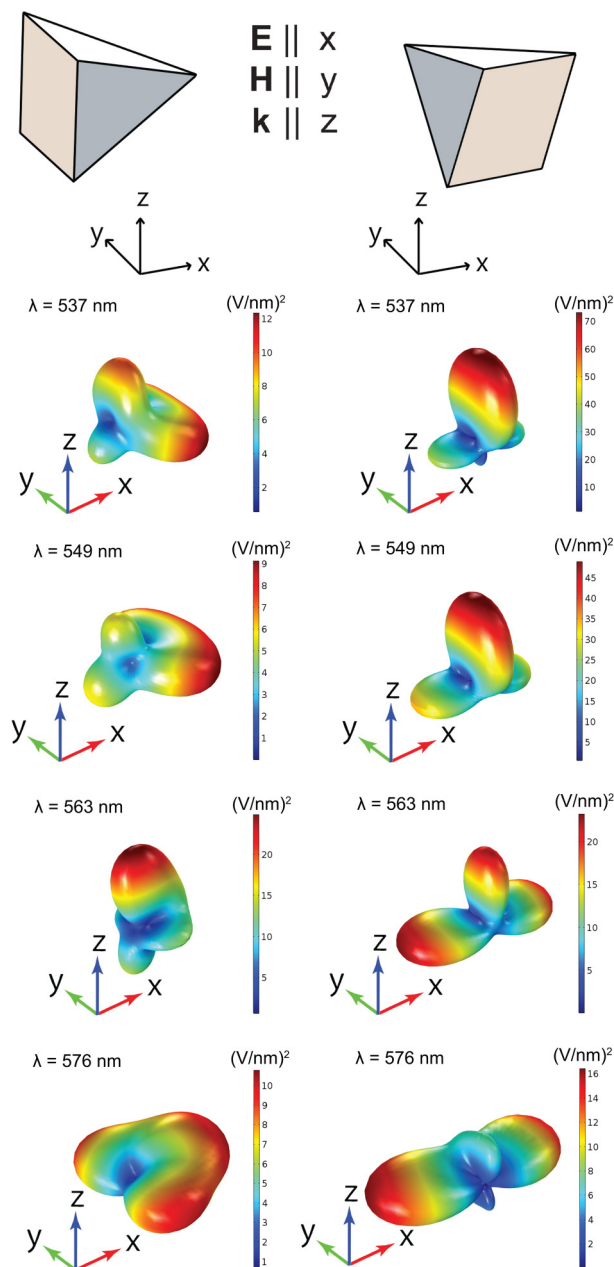 E || x
H || y
k || z
z
y
x
z
y
x
λ = 537 nm
(V/nm)²
12
10
8
6
4
2
z
y
x
λ = 537 nm
(V/nm)²
70
60
50
40
30
20
10
z
y
x
λ = 549 nm
(V/nm)²
9
8
7
6
5
4
3
2
1
z
y
x
λ = 549 nm
(V/nm)²
45
40
35
30
25
20
15
10
5
z
y
x
λ = 563 nm
(V/nm)²
20
15
10
5
z
y
x
λ = 563 nm
(V/nm)²
20
15
10
5
z
y
x
λ = 576 nm
(V/nm)²
10
9
8
7
6
5
4
3
2
1
z
y
x
λ = 576 nm
(V/nm)²
16
14
12
10
8
6
4
2
z
y
x